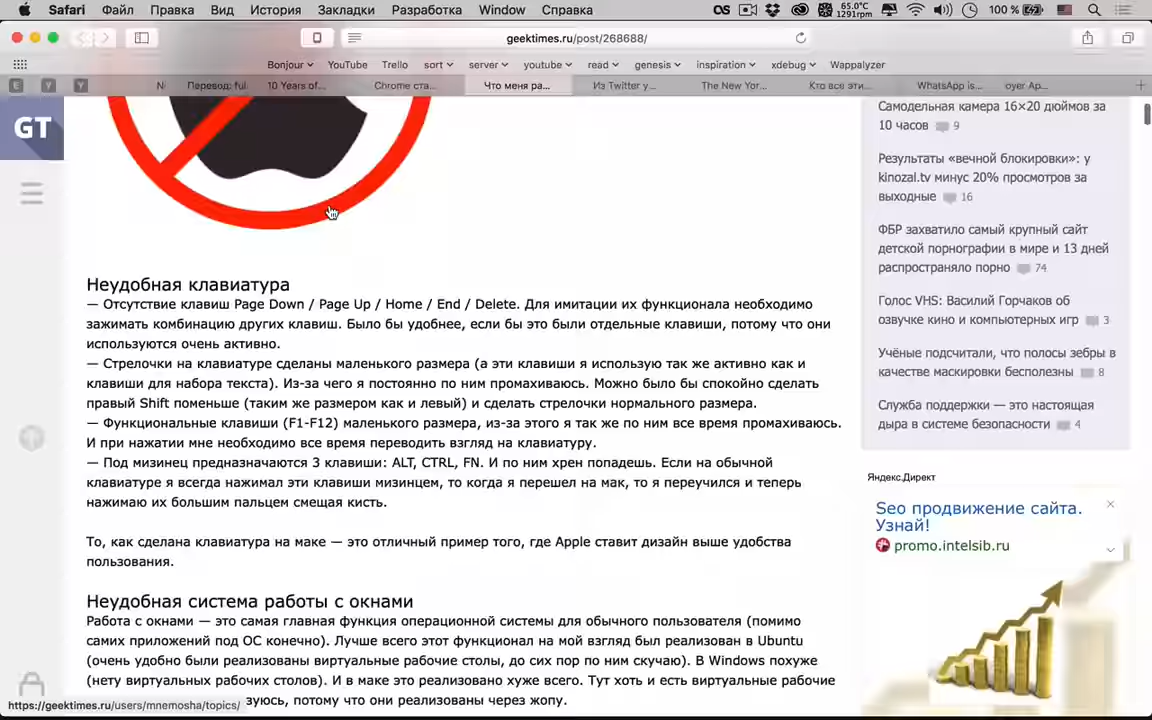 Safari Файл Правка Вид История Закладки Разработка Window Справка 65.0°C 1291rpm 100 %
geektimes.ru/post/268688/
Bonjour YouTube Trello sort server youtube read genesis inspiration xdebug Wappalyzer
E Y Y Перевод: ful 10 Years of... Chrome ста... Что меня ра... Из Twitter у... The New Yor... Кто все эти... WhatsApp is... oyer Ap...
GT
Самодельная камера 16×20 дюймов за
10 часов 9
Результаты «вечной блокировки»: у
kinozal.tv минус 20% просмотров за
выходные 16
ФБР захватило самый крупный сайт
детской порнографии в мире и 13 дней
распространяло порно 74
Голос VHS: Василий Горчаков об
озвучке кино и компьютерных игр 3
Учёные подсчитали, что полосы зебры в
качестве маскировки бесполезны 8
Служба поддержки — это настоящая
дыра в системе безопасности 4
Яндекс.Директ
Seo продвижение сайта.
Узнай!
promo.intelsib.ru
Неудобная клавиатура
— Отсутствие клавиш Page Down / Page Up / Home / End / Delete. Для имитации их функционала необходимо
зажимать комбинацию других клавиш. Было бы удобнее, если бы это были отдельные клавиши, потому что они
используются очень активно.
— Стрелочки на клавиатуре сделаны маленького размера (а эти клавиши я использую так же активно как и
клавиши для набора текста). Из-за чего я постоянно по ним промахиваюсь. Можно было бы спокойно сделать
правый Shift поменьше (таким же размером как и левый) и сделать стрелочки нормального размера.
— Функциональные клавиши (F1-F12) маленького размера, из-за этого я так же по ним все время промахиваюсь.
И при нажатии мне необходимо все время переводить взгляд на клавиатуру.
— Под мизинец предназначаются 3 клавиши: ALT, CTRL, FN. И по ним хрен попадешь. Если на обычной
клавиатуре я всегда нажимал эти клавиши мизинцем, то когда я перешел на мак, то я переучился и теперь
нажимаю их большим пальцем смещая кисть.
То, как сделана клавиатура на маке — это отличный пример того, где Apple ставит дизайн выше удобства
пользования.
Неудобная система работы с окнами
Работа с окнами — это самая главная функция операционной системы для обычного пользователя (помимо
самих приложений под ОС конечно). Лучше всего этот функционал на мой взгляд был реализован в Ubuntu
(очень удобно были реализованы виртуальные рабочие столы, до сих пор по ним скучаю). В Windows похуже
(нету виртуальных рабочих столов). И в маке это реализовано хуже всего. Тут хоть и есть виртуальные рабочие
зуюсь, потому что они реализованы через жопу.
https://geektimes.ru/users/mnemosha/topics/